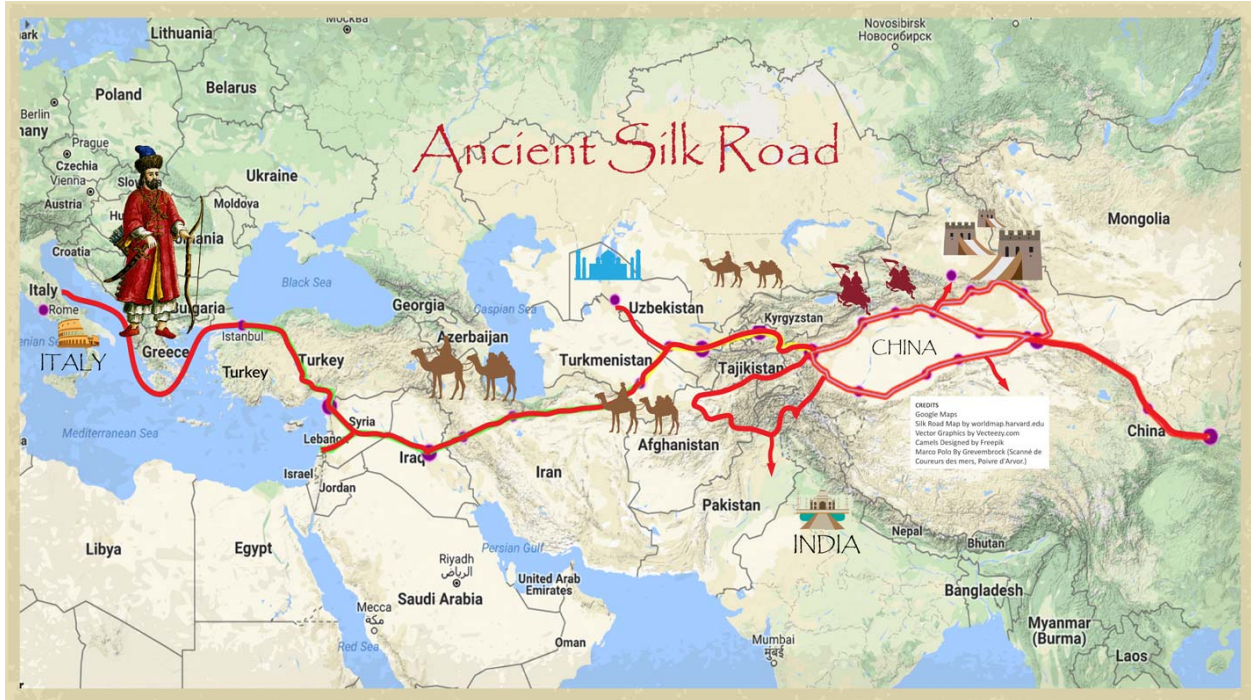 Москва
Lithuania
Novosibirsk
Новосибирск
Poland
Belarus
Berlin
Prague
Czechia
Vienna
Austria
Ukraine
Moldova
Ancient Silk Road
Mongolia
Croatia
Bulgaria
Black Sea
Georgia
Caspian Sea
Azerbaijan
Uzbekistan
Kyrgyzstan
Italy
Rome
ITALY
Greece
Istanbul
Turkey
Turkey
Turkmenistan
Tajikistan
CHINA
Mediterranean Sea
Syria
Israel
Jordan
Iraq
Iran
Afghanistan
Pakistan
China
CREDITS
Google Maps
Silk Road Map by worldmap.harvard.edu
Vector Graphics by Vecteezy.com
Camels Designed by Freepik
Marco Polo By Grevembrock (Scanné de
Coureurs des mers, Poivre d'Arvor.)
INDIA
Nepal
Bhutan
Bangladesh
Myanmar
(Burma)
Laos
Libya
Egypt
Persian Gulf
Riyadh
الرياض
Saudi Arabia
United Arab
Emirates
Mecca
مكة
Red Sea
Oman
Mumbai
मुंबई